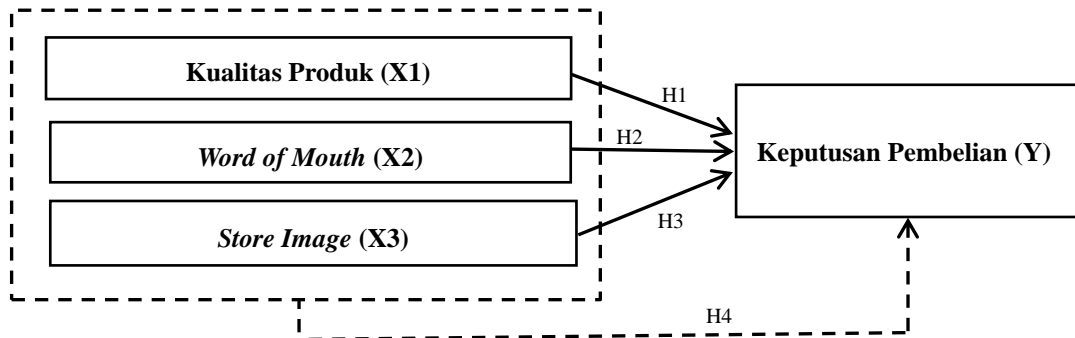 Kualitas Produk (X1)
H1
Word of Mouth (X2)
H2
Keputusan Pembelian (Y)
Store Image (X3)
H3
H4